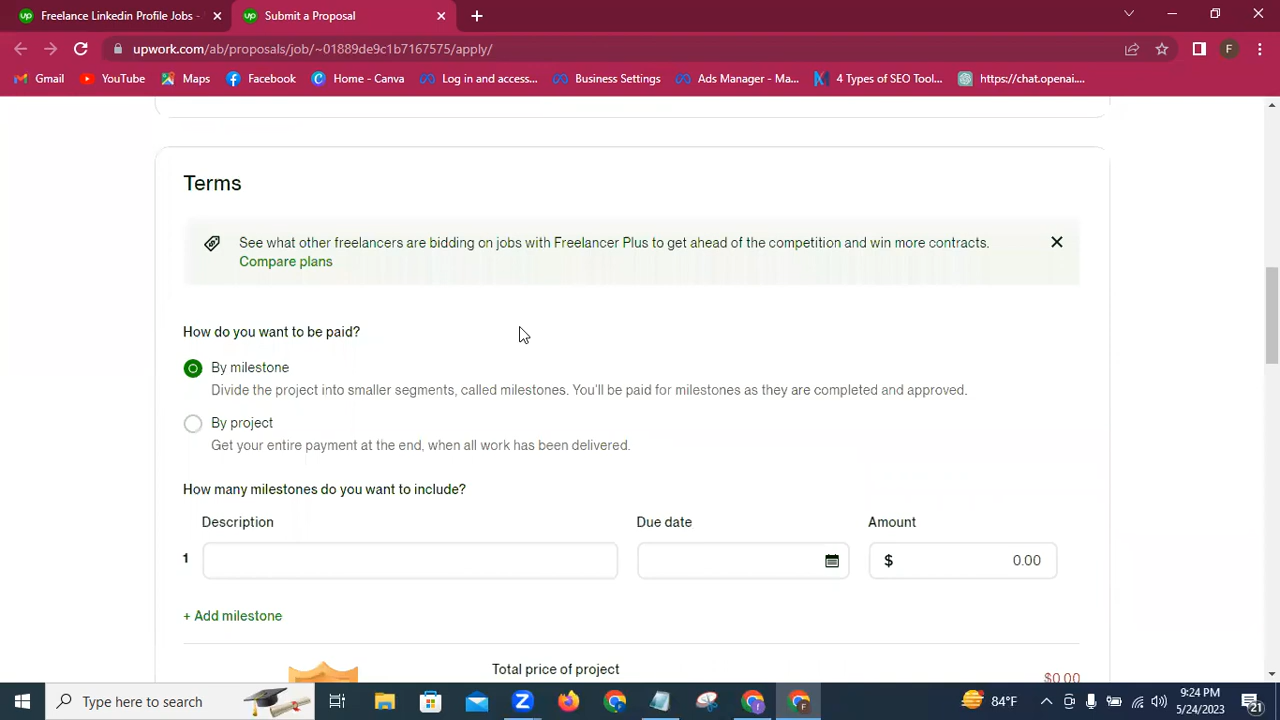 Freelance Linkedin Profile Jobs -
Submit a Proposal
upwork.com/ab/proposals/job/~01889de9c1b7167575/apply/
F
Gmail
YouTube
Maps
Facebook
Home - Canva
Log in and access...
Business Settings
Ads Manager - Ma...
4 Types of SEO Tool...
https://chat.openai....
Terms
See what other freelancers are bidding on jobs with Freelancer Plus to get ahead of the competition and win more contracts.
Compare plans
How do you want to be paid?
By milestone
Divide the project into smaller segments, called milestones. You'll be paid for milestones as they are completed and approved.
By project
Get your entire payment at the end, when all work has been delivered.
How many milestones do you want to include?
Description Due date Amount
1 $ 0.00
+ Add milestone
Total price of project
$0.00
Type here to search
84°F
9:24 PM
5/24/2023
21